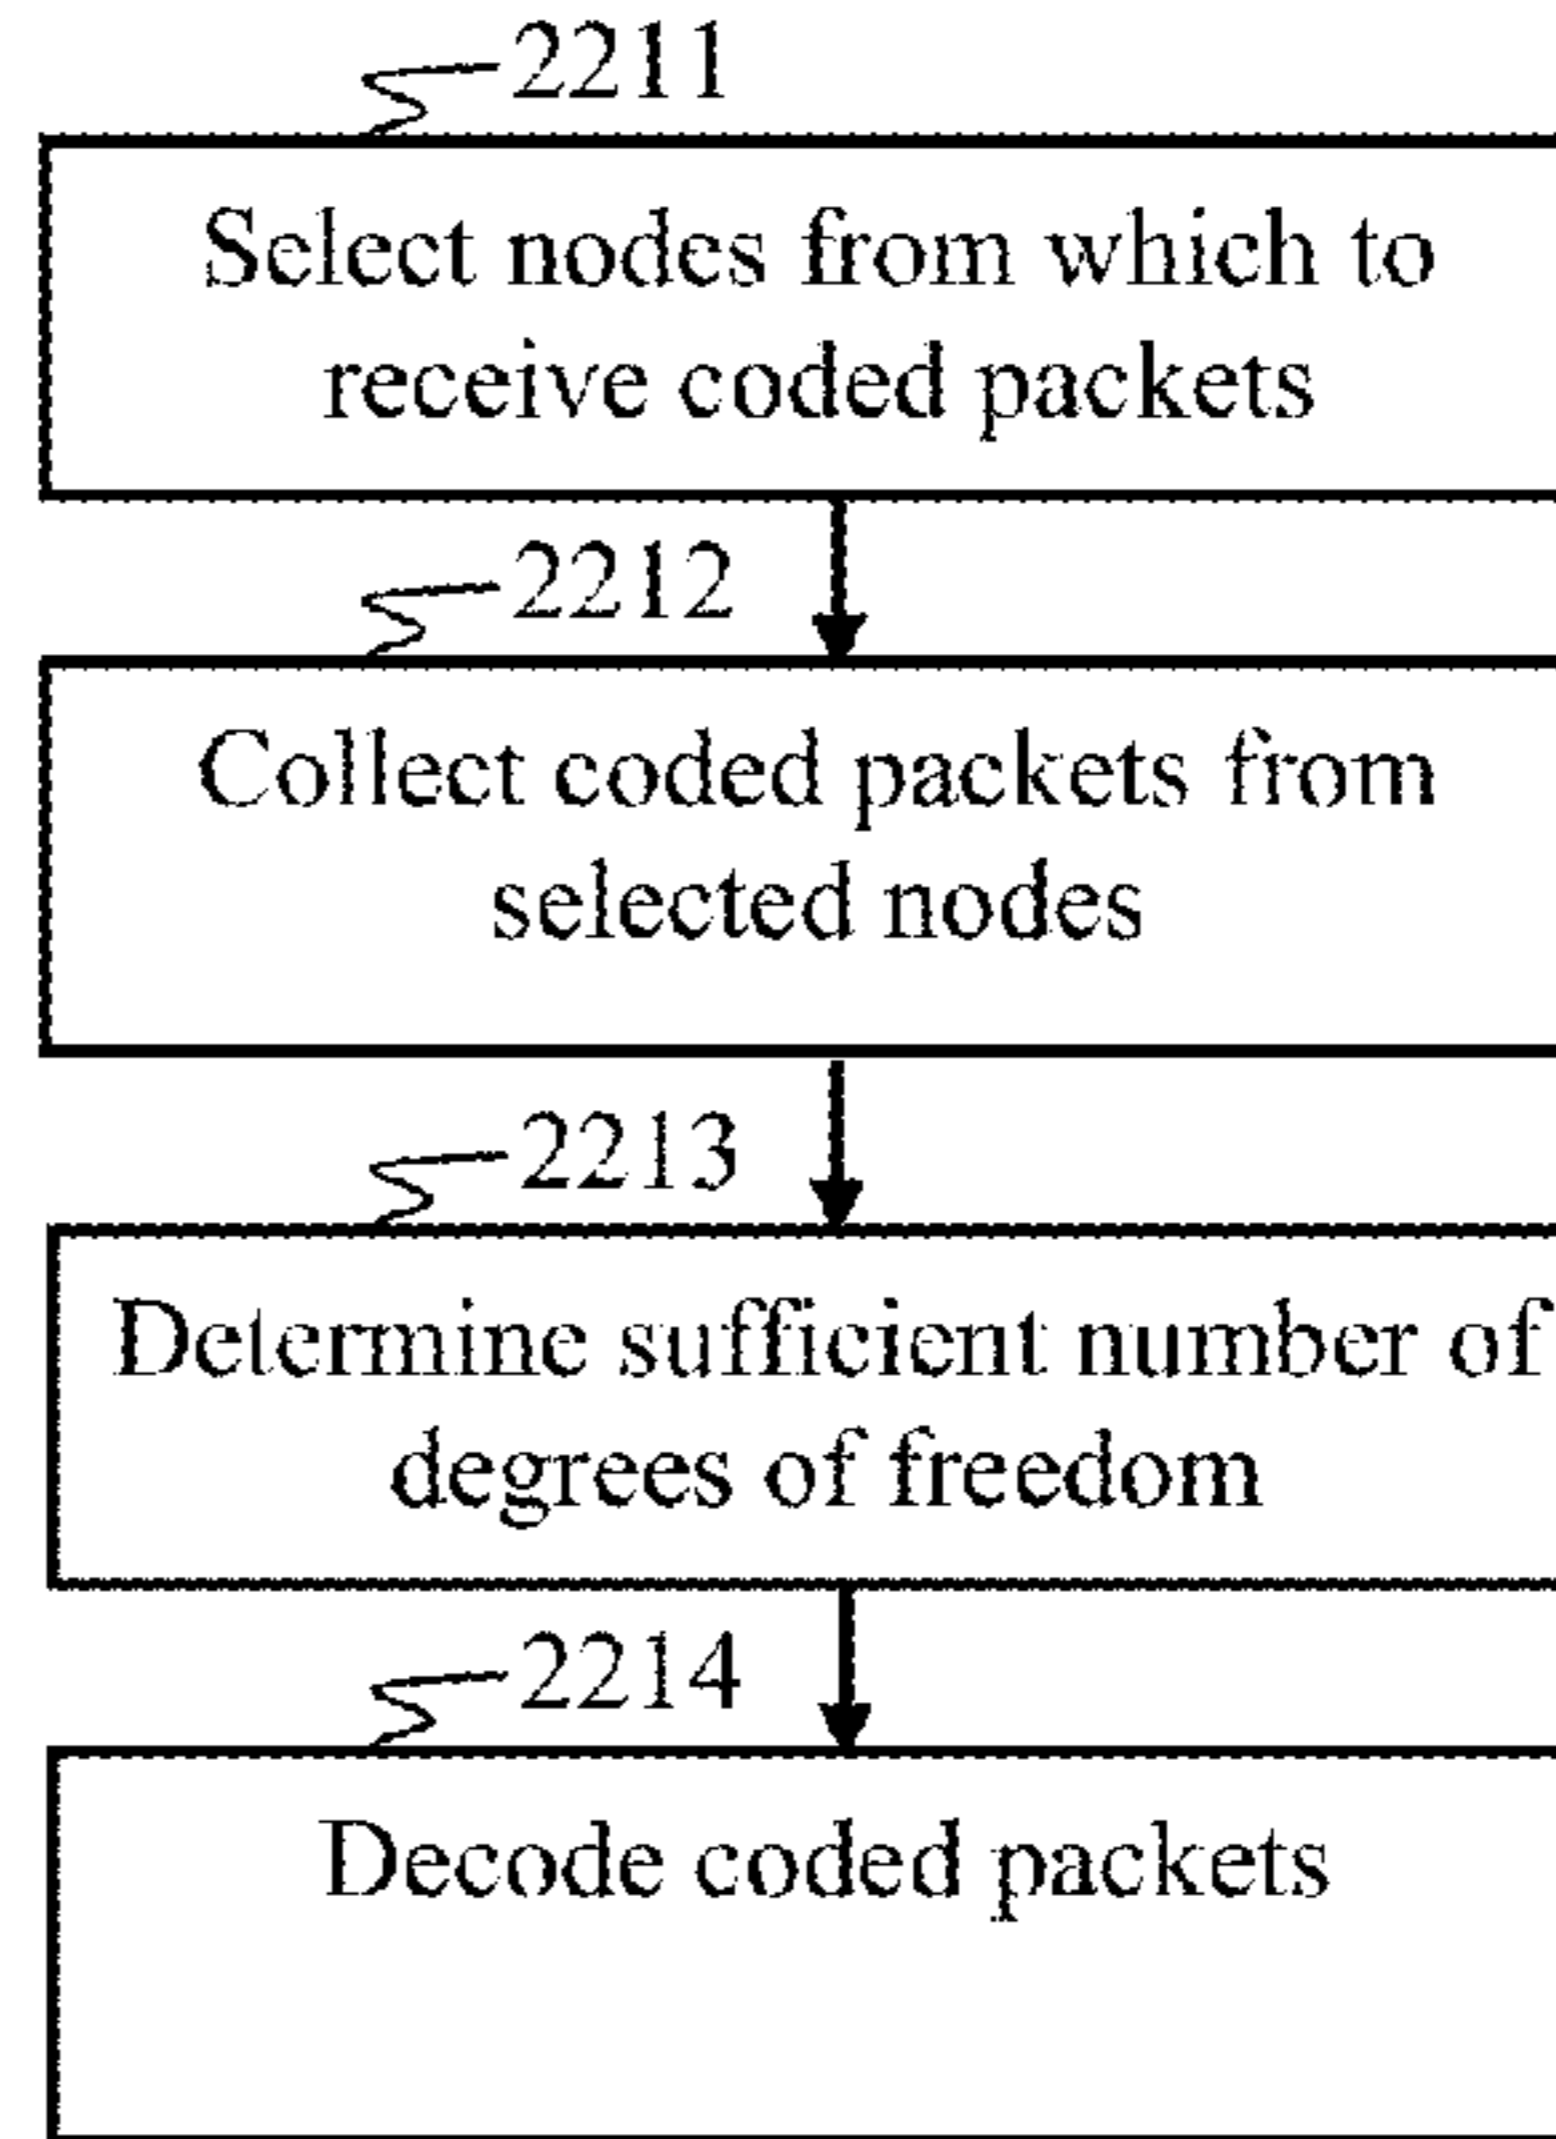 2211
Select nodes from which to
receive coded packets
2212
Collect coded packets from
selected nodes
2213
Determine sufficient number of
degrees of freedom
2214
Decode coded packets